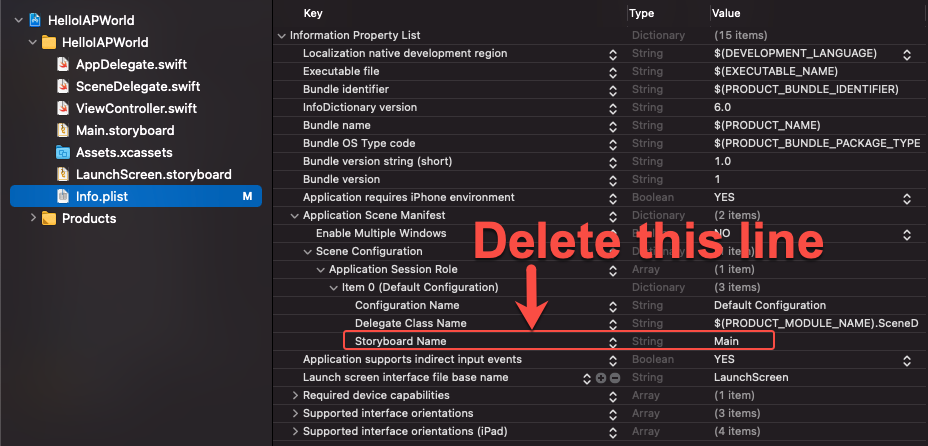 HelloIAPWorld
HelloIAPWorld
AppDelegate.swift
SceneDelegate.swift
ViewController.swift
Main.storyboard
Assets.xcassets
LaunchScreen.storyboard
Info.plist M
Products
Key Type Value
Information Property List Dictionary (15 items)
Localization native development region String $(DEVELOPMENT_LANGUAGE)
Executable file String $(EXECUTABLE_NAME)
Bundle identifier String $(PRODUCT_BUNDLE_IDENTIFIER)
InfoDictionary version String 6.0
Bundle name String $(PRODUCT_NAME)
Bundle OS Type code String $(PRODUCT_BUNDLE_PACKAGE_TYPE
Bundle version string (short) String 1.0
Bundle version String 1
Application requires iPhone environment Boolean YES
Application Scene Manifest Dictionary (2 items)
Enable Multiple Windows NO
Delete this line
Scene Configuration Dictionary (1 item)
Application Session Role Array (1 item)
Item 0 (Default Configuration) Dictionary (3 items)
Configuration Name String Default Configuration
Delegate Class Name String $(PRODUCT_MODULE_NAME).SceneD
Storyboard Name String Main
Application supports indirect input events Boolean YES
Launch screen interface file base name String LaunchScreen
Required device capabilities Array (1 item)
Supported interface orientations Array (3 items)
Supported interface orientations (iPad) Array (4 items)